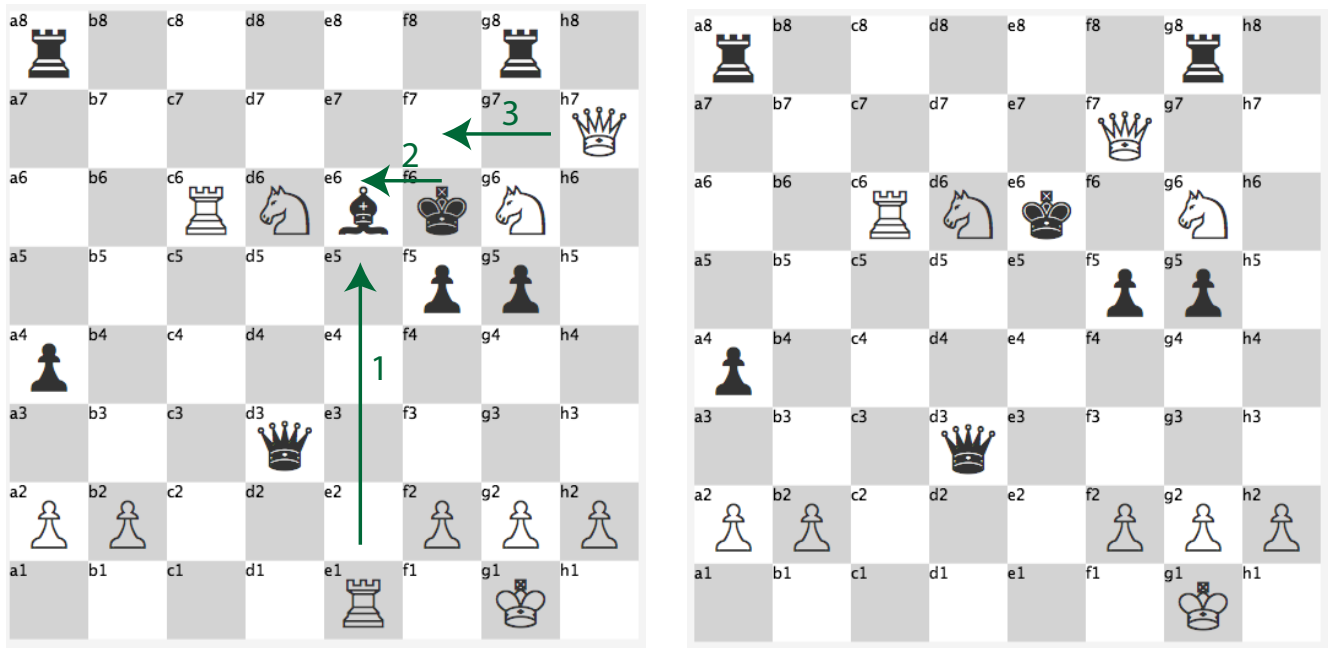 a8 b8 c8 d8 e8 f8 g8 h8
a7 b7 c7 d7 e7 f7 g7 h7
3
2
a6 b6 c6 d6 e6 f6 g6 h6
a5 b5 c5 d5 e5 f5 g5 h5
a4 b4 c4 d4 e4 f4 g4 h4
1
a3 b3 c3 d3 e3 f3 g3 h3
a2 b2 c2 d2 e2 f2 g2 h2
a1 b1 c1 d1 e1 f1 g1 h1
a8 b8 c8 d8 e8 f8 g8 h8
a7 b7 c7 d7 e7 f7 g7 h7
a6 b6 c6 d6 e6 f6 g6 h6
a5 b5 c5 d5 e5 f5 g5 h5
a4 b4 c4 d4 e4 f4 g4 h4
a3 b3 c3 d3 e3 f3 g3 h3
a2 b2 c2 d2 e2 f2 g2 h2
a1 b1 c1 d1 e1 f1 g1 h1